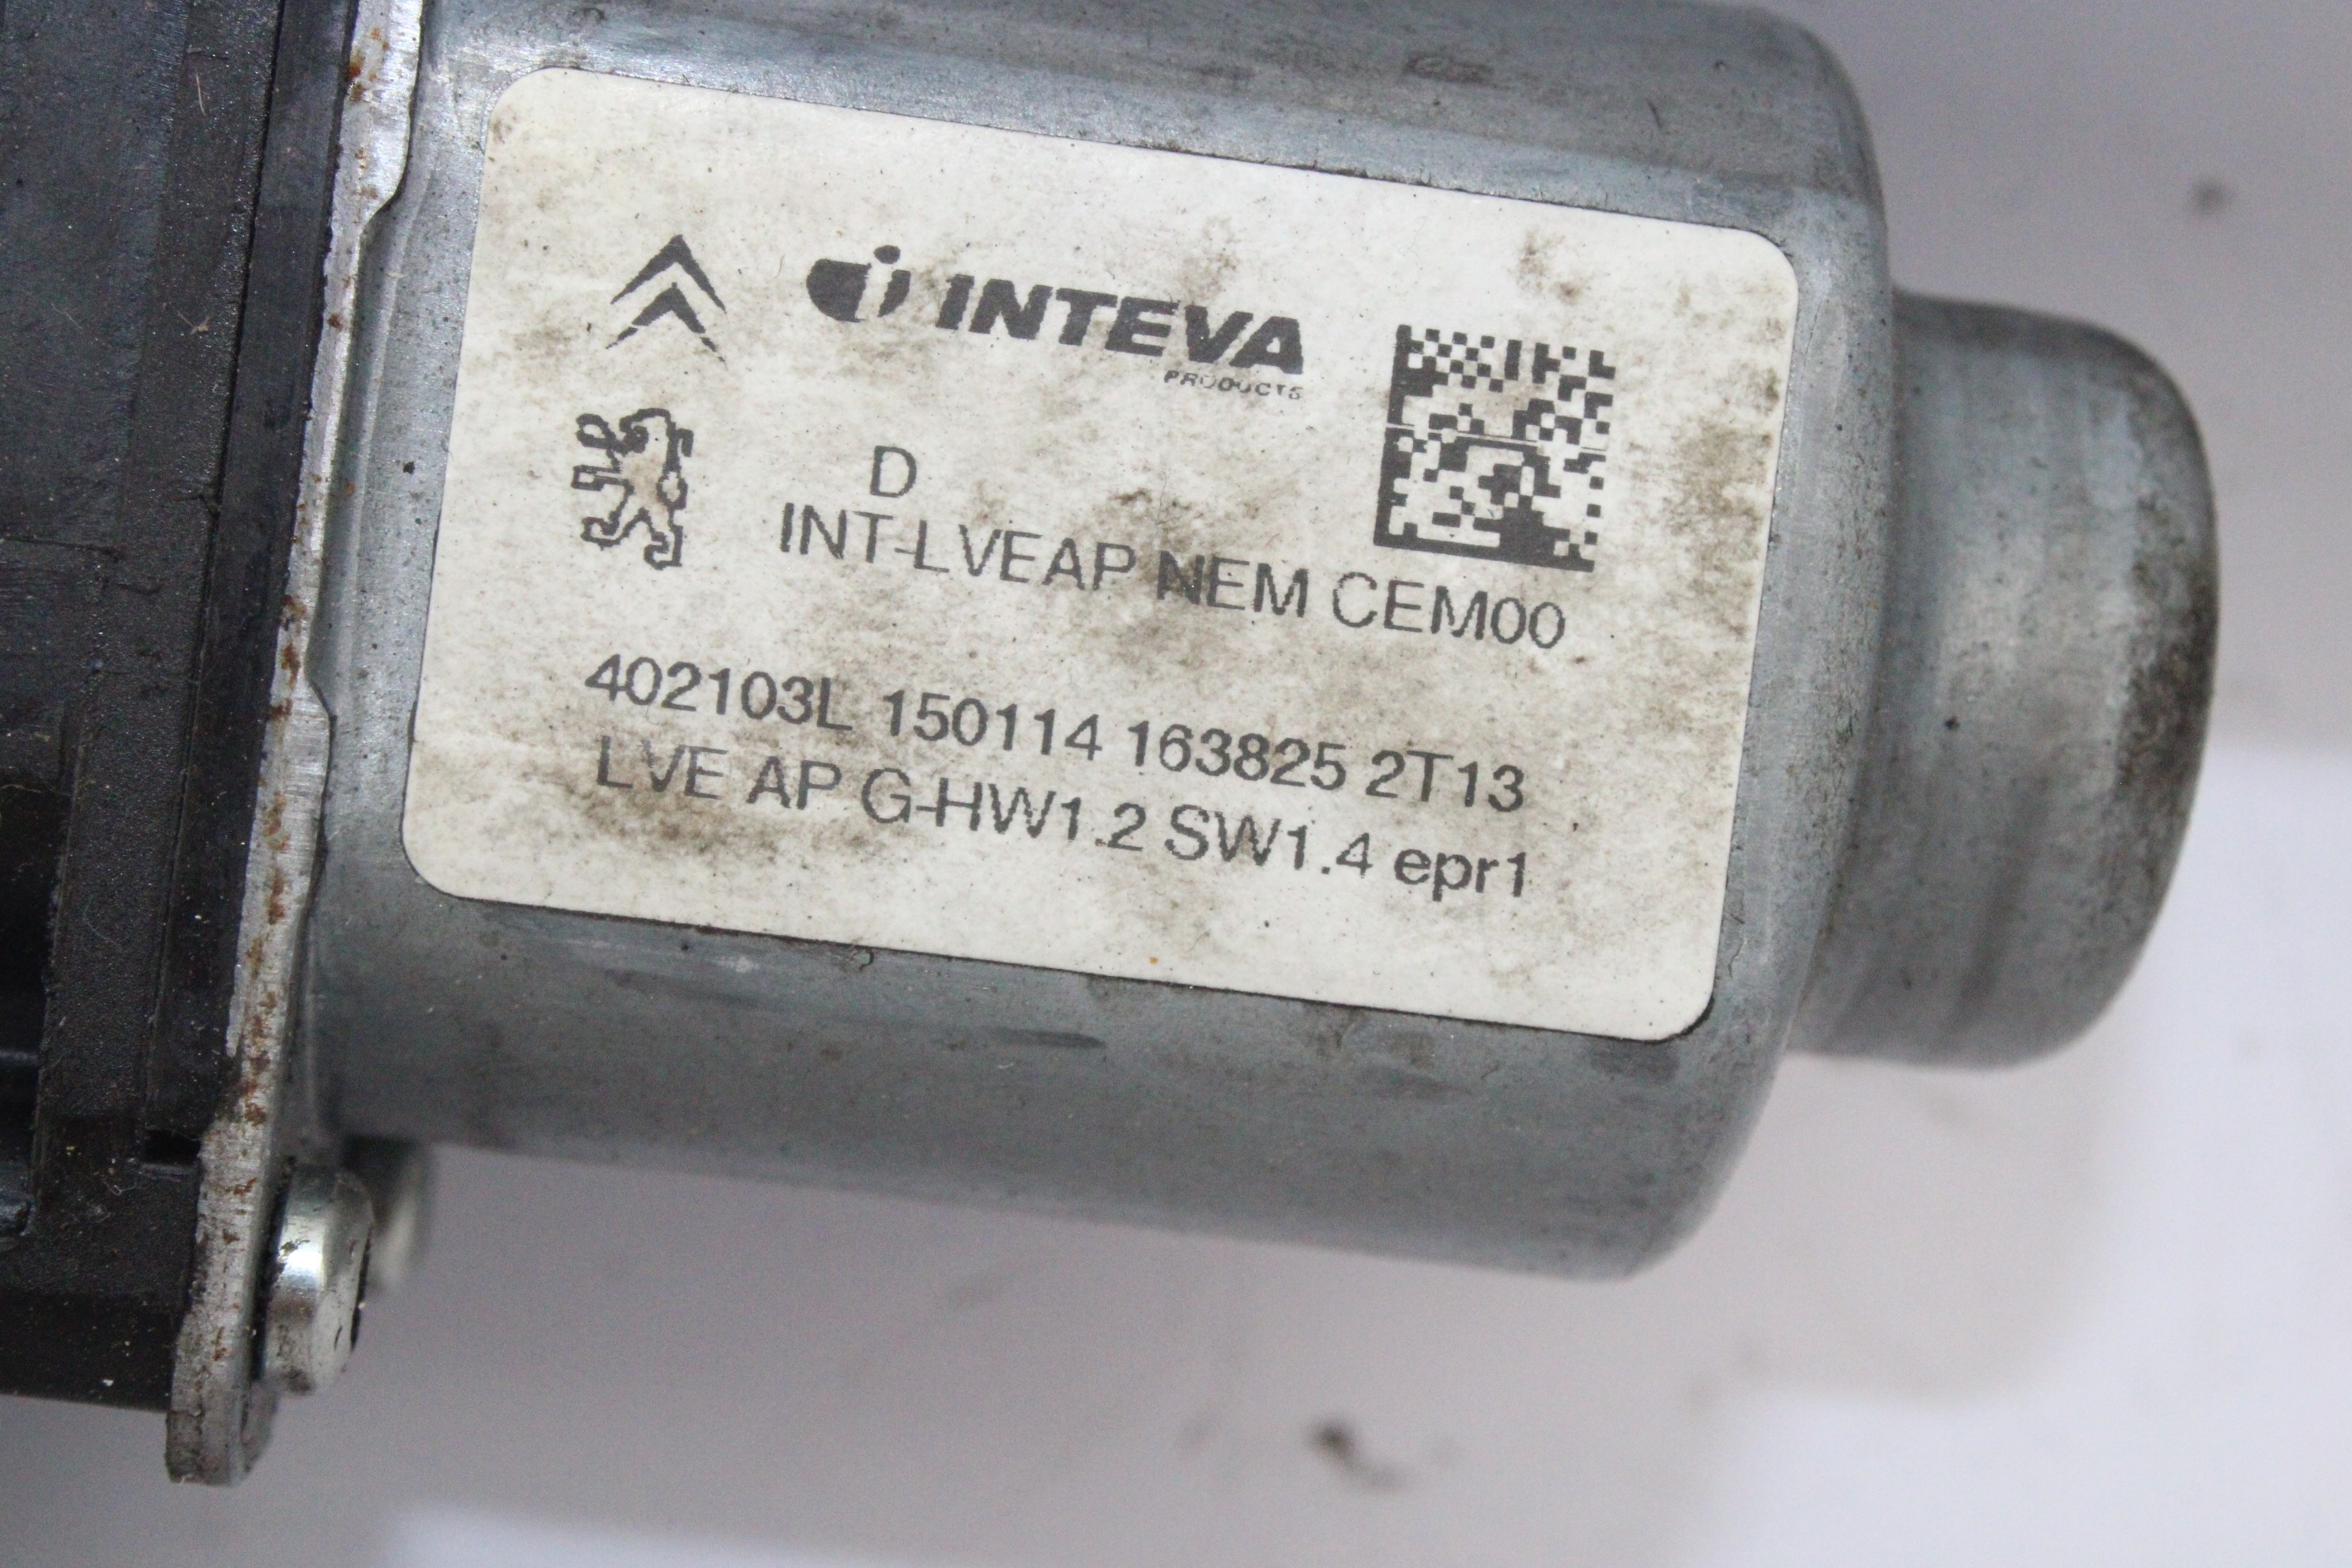 INTEVA
PRODUCTS
D
INT-LVEAP NEM CEM00
402103L 150114 163825 2T13
LVE AP G-HW1.2 SW1.4 epr1